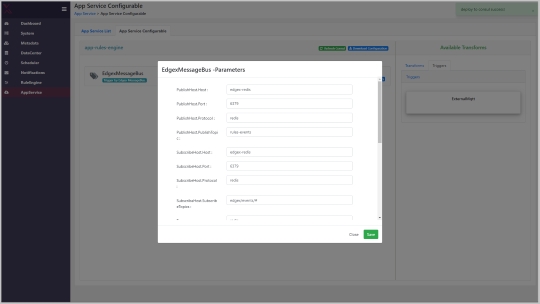 App Service Configurable
App Service > App Service Configurable
Dashboard
System
Metadata
DataCenter
Scheduler
Notifications
RuleEngine
AppService
App Service List
App Service Configurable
app-rules-engine
EdgexMessageBus
Available Transforms
Transforms
Triggers
Triggers
ExternalMqtt
EdgexMessageBus -Parameters
PublishHost.Host :
edgex-redis
PublishHost.Port :
6379
PublishHost.Protocol :
redis
PublishHost.PublishTopic :
rules-events
SubscribeHost.Host :
edgex-redis
SubscribeHost.Port :
6379
SubscribeHost.Protocol :
redis
SubscribeHost.SubscribeTopics :
edgex/events/#
Close
Save